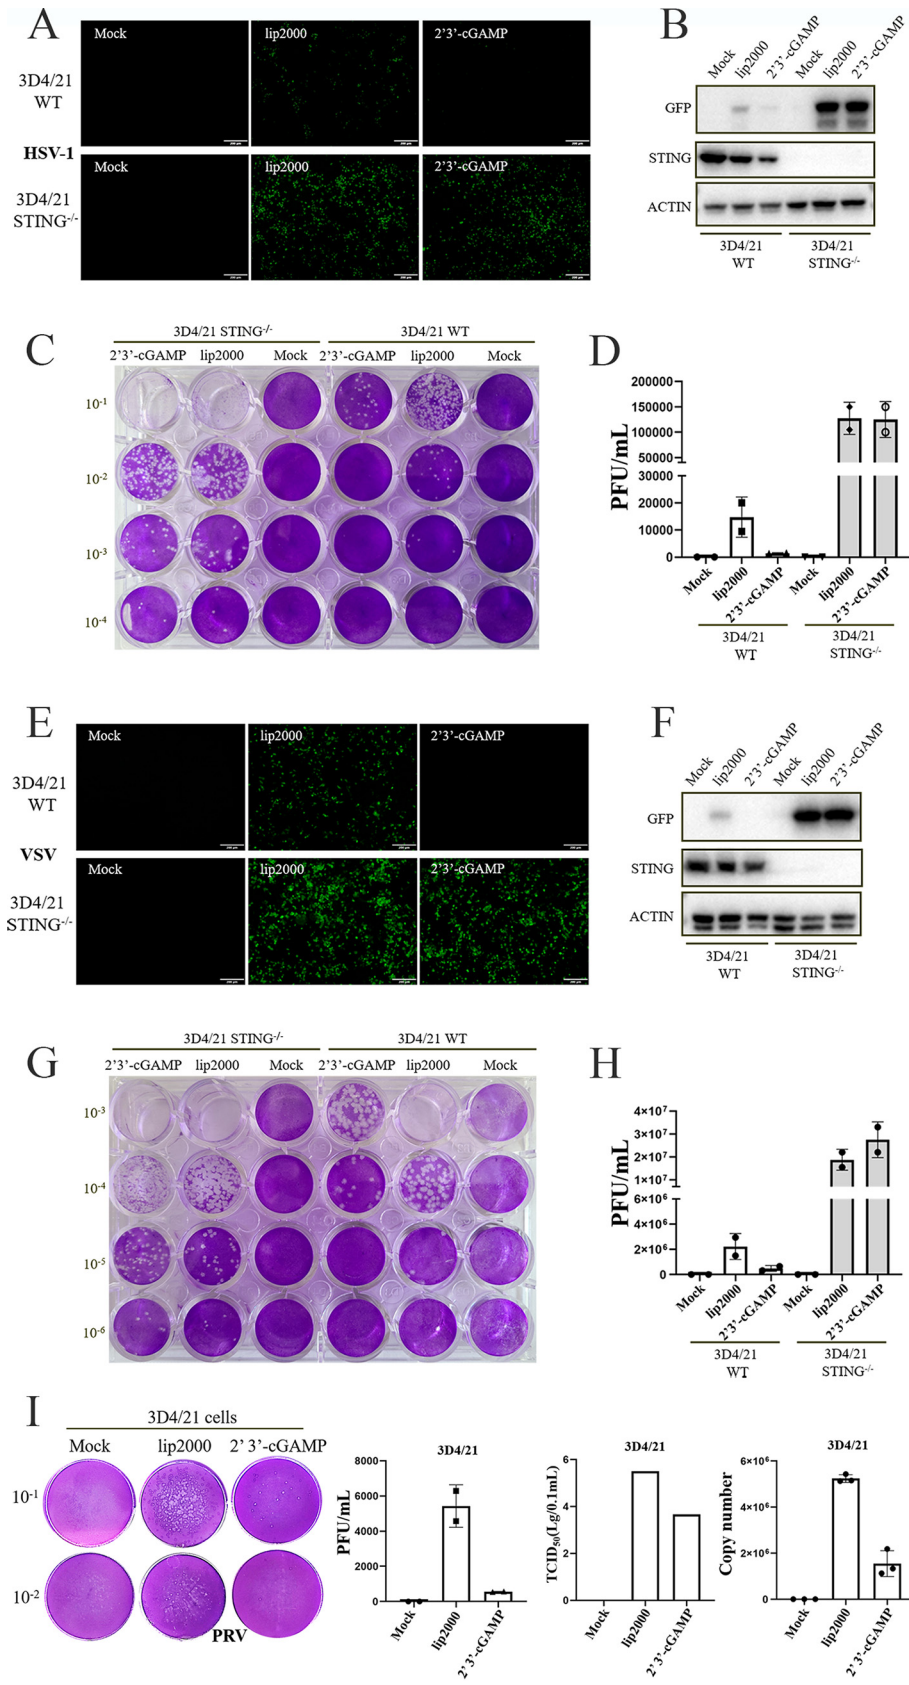 A
Mock
lip2000
2’3’-cGAMP
3D4/21
WT
HSV-1
Mock
lip2000
2’3’-cGAMP
3D4/21
STING-/-
B
Mock
lip2000
2’3’-cGAMP
Mock
lip2000
2’3’-cGAMP
GFP
STING
ACTIN
3D4/21
WT
3D4/21
STING-/-
C
3D4/21 STING-/-
3D4/21 WT
2’3’-cGAMP
lip2000
Mock
2’3’-cGAMP
lip2000
Mock
10-1
10-2
10-3
10-4
D
PFU/mL
200000
150000
100000
50000
30000
20000
10000
0
Mock
lip2000
2’3’-cGAMP
Mock
lip2000
2’3’-cGAMP
3D4/21
WT
3D4/21
STING-/-
E
Mock
lip2000
2’3’-cGAMP
3D4/21
WT
VSV
Mock
lip2000
2’3’-cGAMP
3D4/21
STING-/-
F
Mock
lip2000
2’3’-cGAMP
Mock
lip2000
2’3’-cGAMP
GFP
STING
ACTIN
3D4/21
WT
3D4/21
STING-/-
G
3D4/21 STING-/-
3D4/21 WT
2’3’-cGAMP
lip2000
Mock
2’3’-cGAMP
lip2000
Mock
10-3
10-4
10-5
10-6
H
PFU/mL
4×10⁷
3×10⁷
2×10⁷
1×10⁷
6×10⁶
4×10⁶
2×10⁶
0
Mock
lip2000
2’3’-cGAMP
Mock
lip2000
2’3’-cGAMP
3D4/21
WT
3D4/21
STING-/-
I
3D4/21 cells
Mock
lip2000
2’3’-cGAMP
10-1
10-2
PRV
3D4/21
PFU/mL
8000
6000
4000
2000
0
Mock
lip2000
2’3’-cGAMP
3D4/21
TCID50(Lg/0.1mL)
6
4
2
0
Mock
lip2000
2’3’-cGAMP
3D4/21
Copy number
6×10⁶
4×10⁶
2×10⁶
0
Mock
lip2000
2’3’-cGAMP